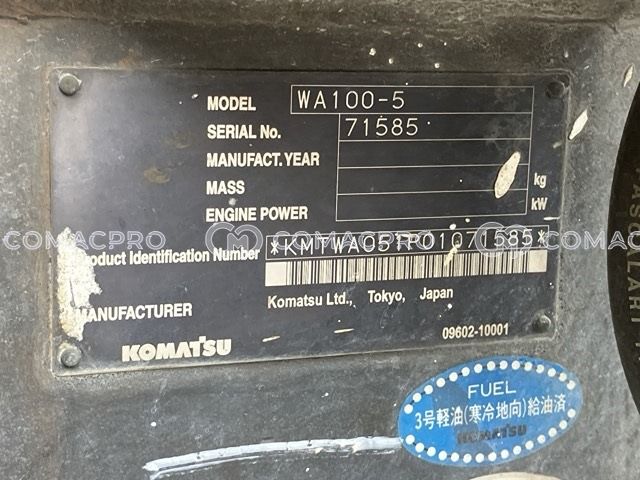 MODEL WA100-5
SERIAL No. 71585
MANUFACT. YEAR
MASS kg
ENGINE POWER kW
COMACPRO COMACPRO COMACPRO
Product Identification Number *KMTWA051P01071585*
MANUFACTURER Komatsu Ltd., Tokyo, Japan
KOMATSU 09602-10001
FUEL
3号軽油(寒冷地向)給油済
KOMATSU